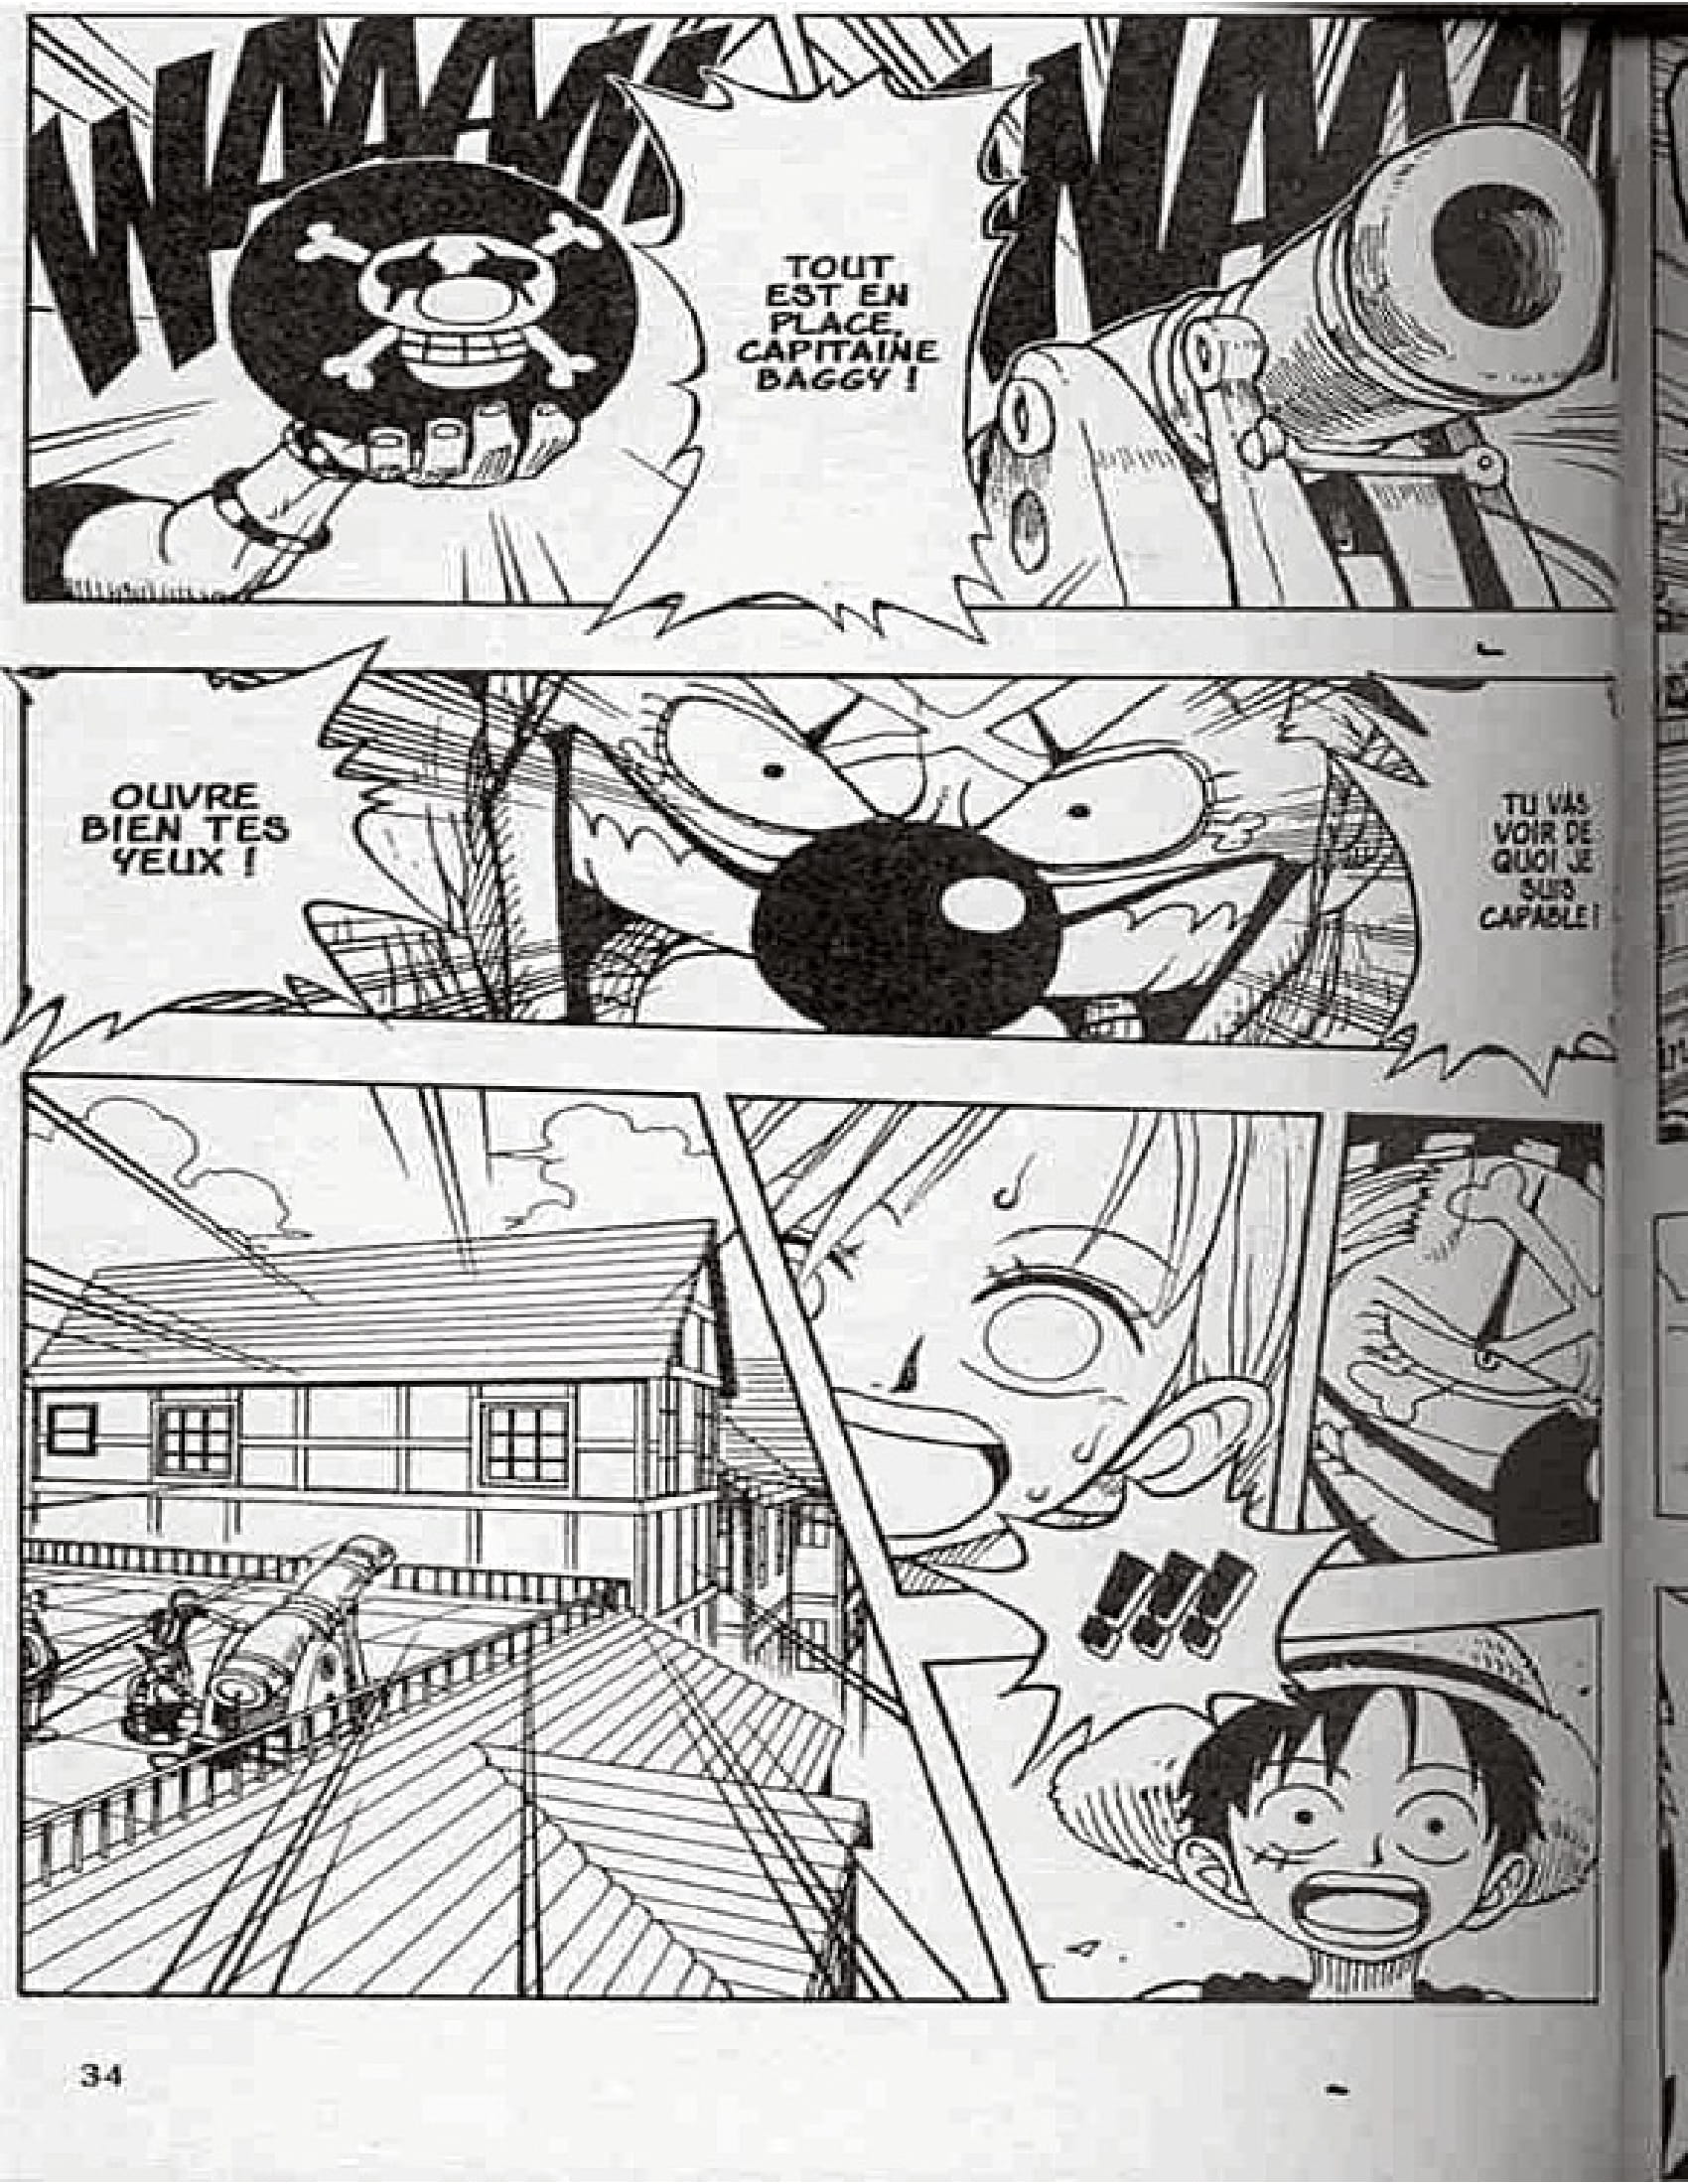 TOUT
EST EN
PLACE,
CAPITAINE
BAGGY !
TU VAS
VOIR DE
QUOI JE
SUIS
CAPABLE !
OUVRE
BIEN TES
YEUX !
!!!
34